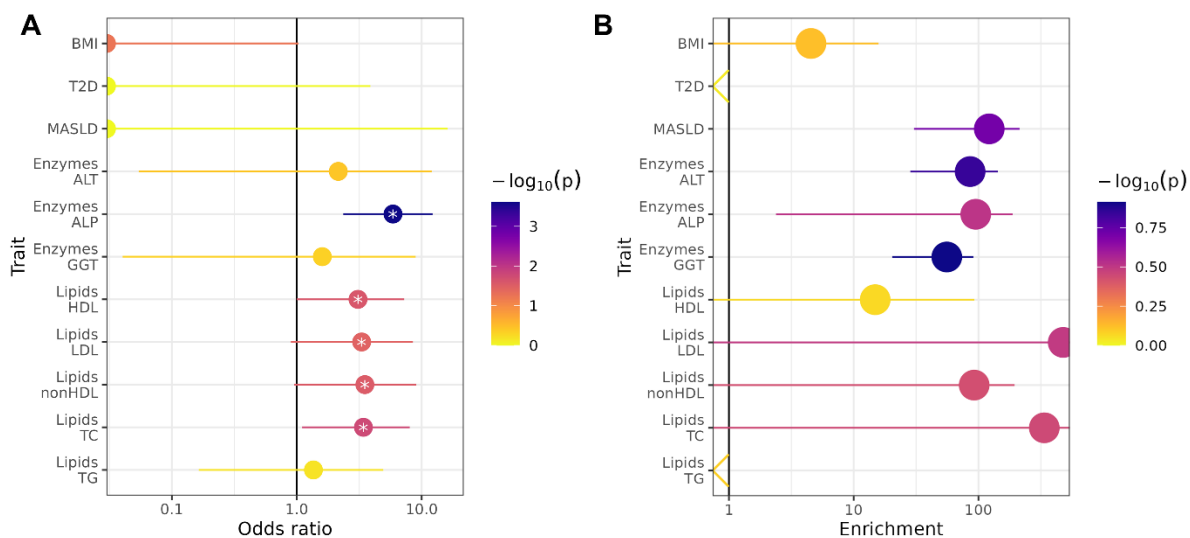 A
Trait
BMI
T2D
MASLD
Enzymes
ALT
Enzymes
ALP
Enzymes
GGT
Lipids
HDL
Lipids
LDL
Lipids
nonHDL
Lipids
TC
Lipids
TG
*
*
*
*
*
0.1
1.0
10.0
Odds ratio
−log₁₀(p)
3
2
1
0
B
Trait
BMI
T2D
MASLD
Enzymes
ALT
Enzymes
ALP
Enzymes
GGT
Lipids
HDL
Lipids
LDL
Lipids
nonHDL
Lipids
TC
Lipids
TG
1
10
100
Enrichment
−log₁₀(p)
0.75
0.50
0.25
0.00